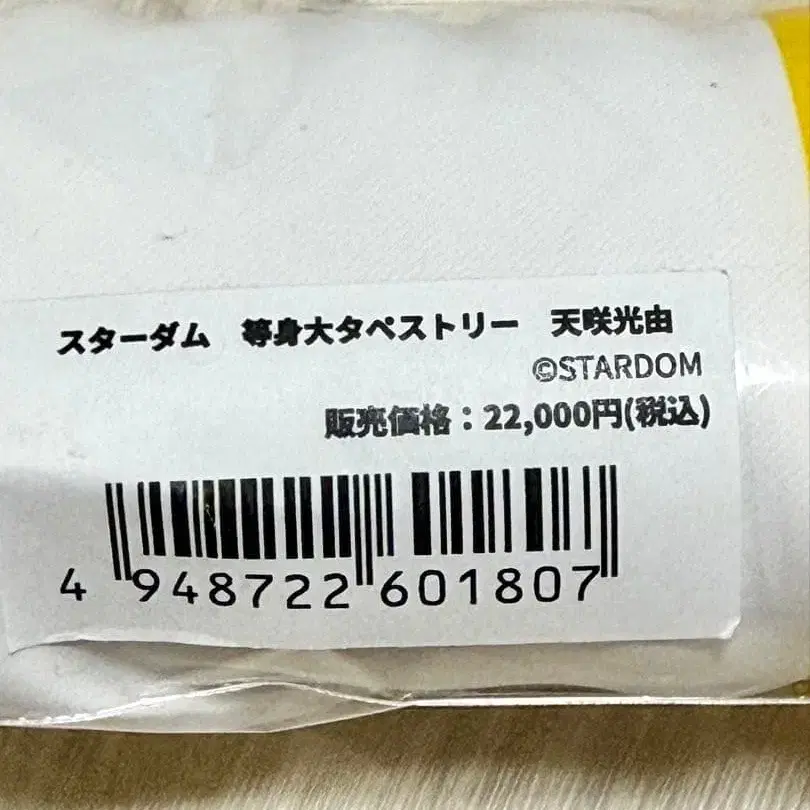 スターダム　等身大タペストリー　天咲光由
©STARDOM
販売価格：22,000円(税込)
4 948722 601807